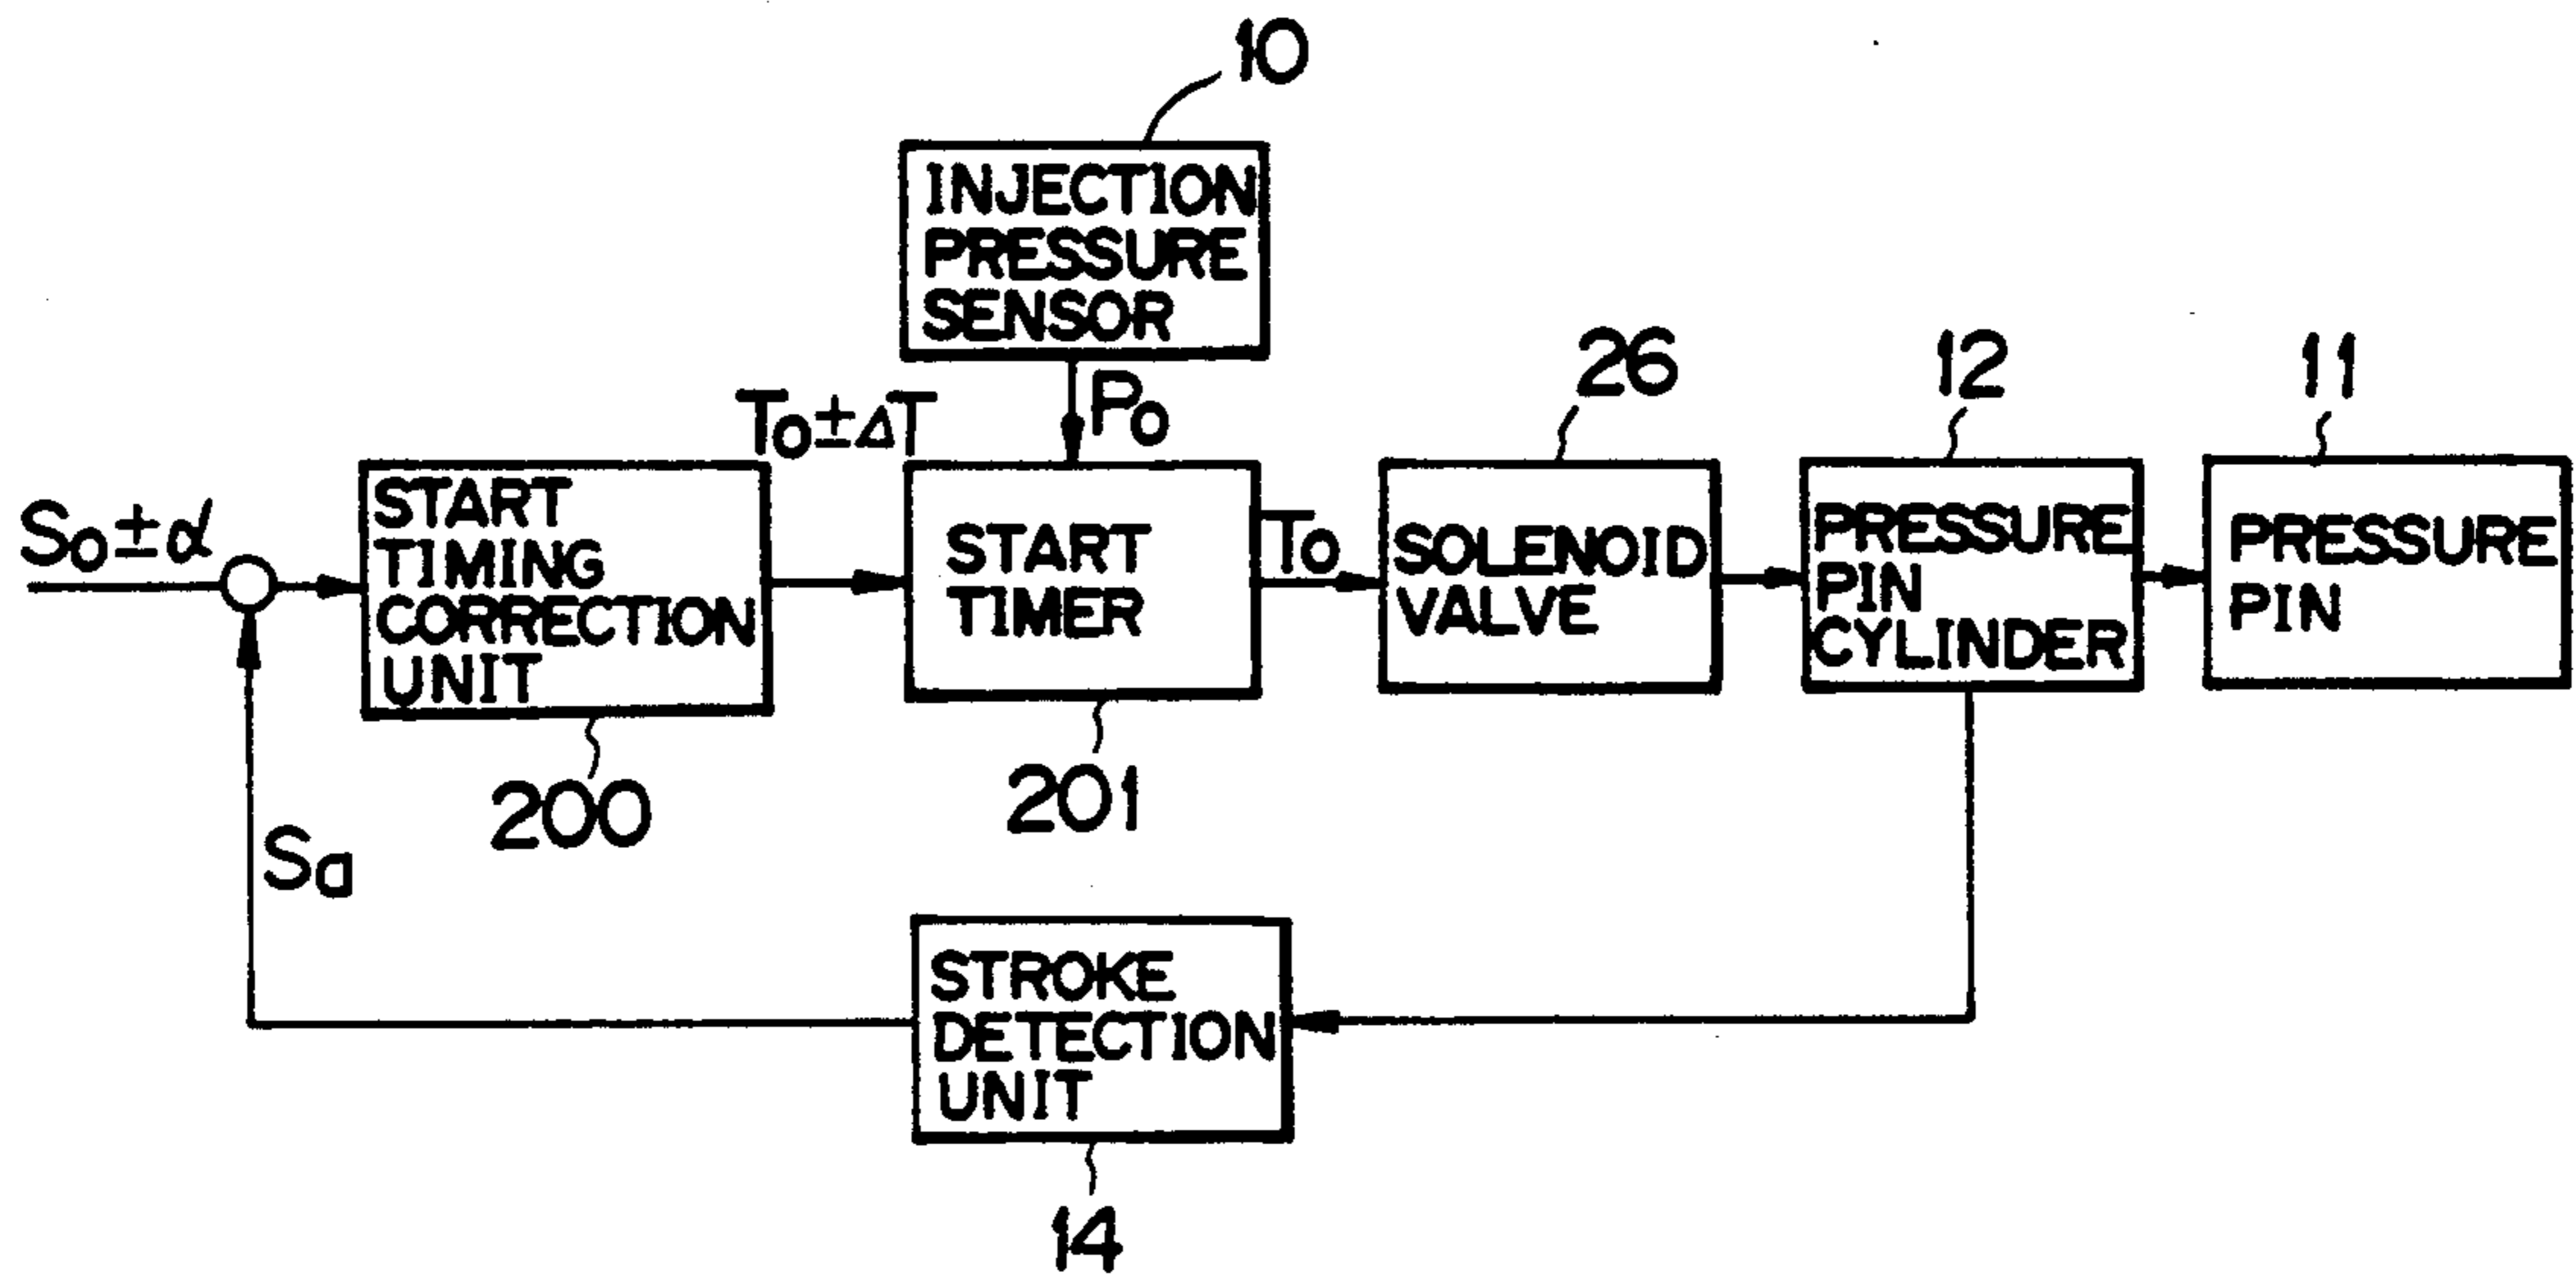 10
INJECTION
PRESSURE
SENSOR
To±ΔT
Po
26
12
11
So±α
START
TIMING
CORRECTION
UNIT
START
TIMER
To
SOLENOID
VALVE
PRESSURE
PIN
CYLINDER
PRESSURE
PIN
200
201
Sa
STROKE
DETECTION
UNIT
14